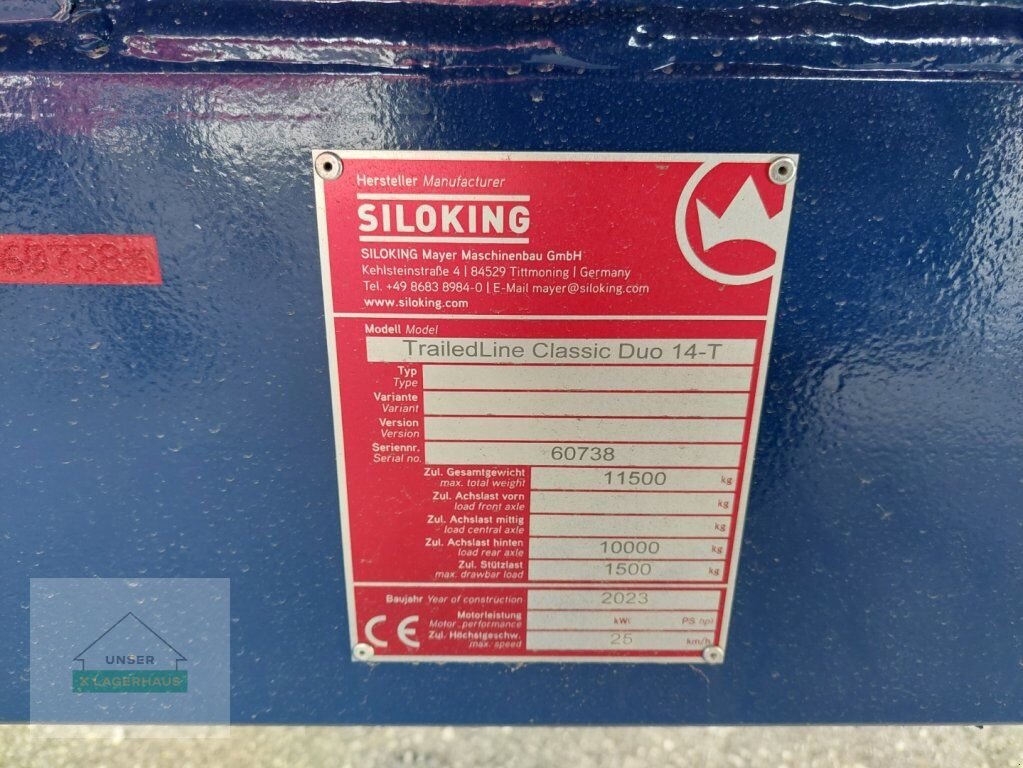 60738*
Hersteller Manufacturer
SILOKING
SILOKING Mayer Maschinenbau GmbH
Kehlsteinstraße 4 | 84529 Tittmoning | Germany
Tel. +49 8683 8984-0 | E-Mail mayer@siloking.com
www.siloking.com
Modell Model
TrailedLine Classic Duo 14-T
Typ
Type
Variante
Variant
Version
Version
Seriennr.
Serial no.
60738
Zul. Gesamtgewicht
max. total weight
11500 kg
Zul. Achslast vorn
load front axle
kg
Zul. Achslast mittig
load central axle
kg
Zul. Achslast hinten
load rear axle
10000 kg
Zul. Stützlast
max. drawbar load
1500 kg
Baujahr Year of construction
2023
Motorleistung
Motor performance
kW PS (hp)
Zul. Höchstgeschw.
max. speed
25 km/h
CE
UNSER
LAGERHAUS